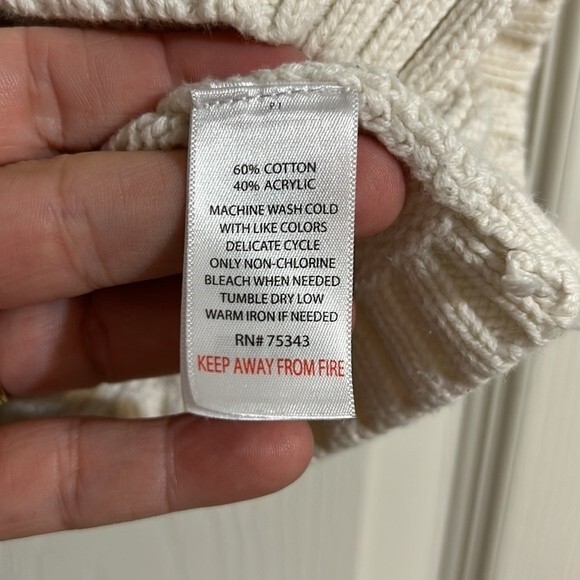 P I
60% COTTON
40% ACRYLIC
MACHINE WASH COLD
WITH LIKE COLORS
DELICATE CYCLE
ONLY NON-CHLORINE
BLEACH WHEN NEEDED
TUMBLE DRY LOW
WARM IRON IF NEEDED
RN# 75343
KEEP AWAY FROM FIRE